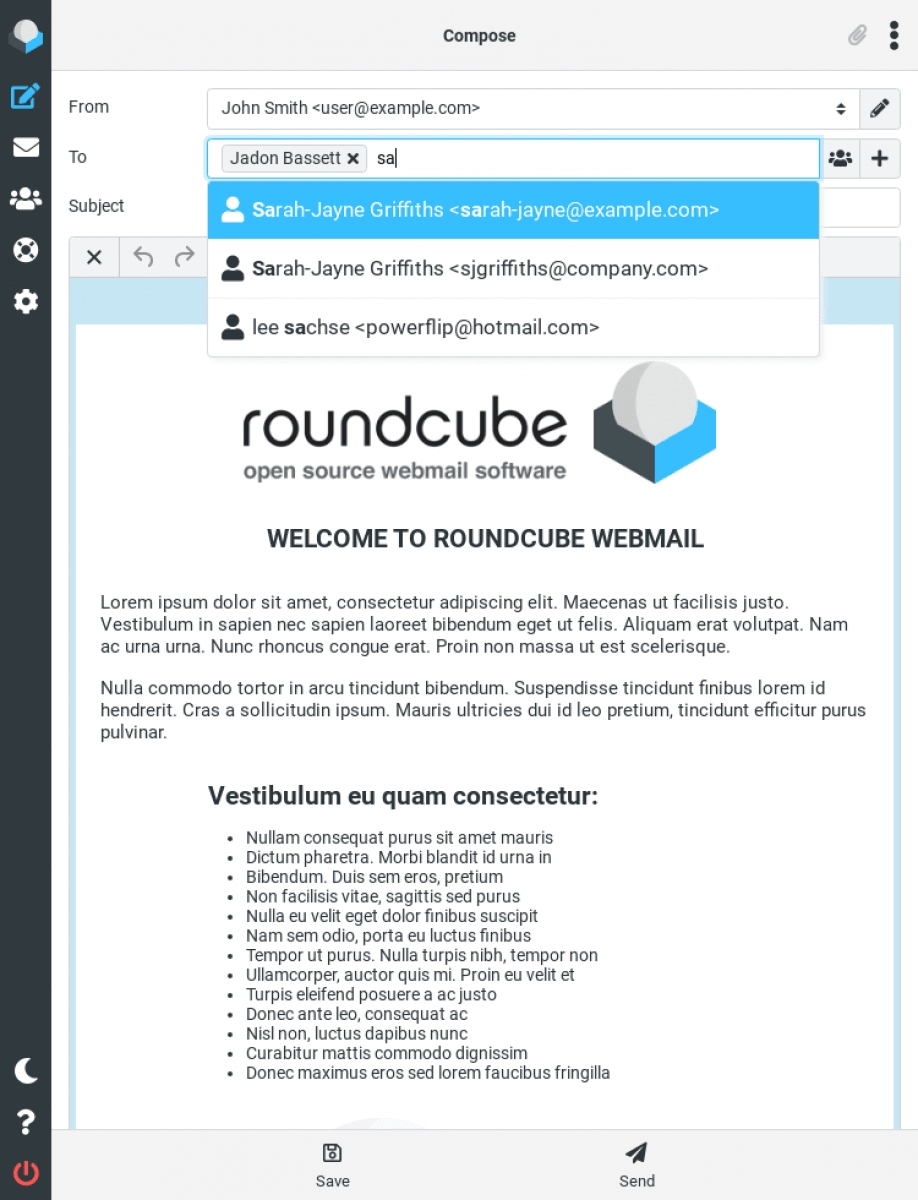 Compose
From
John Smith <user@example.com>
To
Jadon Bassett
sa
Subject
Sarah-Jayne Griffiths <sarah-jayne@example.com>
Sarah-Jayne Griffiths <sjgriffiths@company.com>
lee sachse <powerflip@hotmail.com>
roundcube
open source webmail software
WELCOME TO ROUNDCUBE WEBMAIL
Lorem ipsum dolor sit amet, consectetur adipiscing elit. Maecenas ut facilisis justo.
Vestibulum in sapien nec sapien laoreet bibendum eget ut felis. Aliquam erat volutpat. Nam
ac urna urna. Nunc rhoncus congue erat. Proin non massa ut est scelerisque.
Nulla commodo tortor in arcu tincidunt bibendum. Suspendisse tincidunt finibus lorem id
hendrerit. Cras a sollicitudin ipsum. Mauris ultricies dui id leo pretium, tincidunt efficitur purus
pulvinar.
Vestibulum eu quam consectetur:
• Nullam consequat purus sit amet mauris
• Dictum pharetra. Morbi blandit id urna in
• Bibendum. Duis sem eros, pretium
• Non facilisis vitae, sagittis sed purus
• Nulla eu velit eget dolor finibus suscipit
• Nam sem odio, porta eu luctus finibus
• Tempor ut purus. Nulla turpis nibh, tempor non
• Ullamcorper, auctor quis mi. Proin eu velit et
• Turpis eleifend posuere a ac justo
• Donec ante leo, consequat ac
• Nisl non, luctus dapibus nunc
• Curabitur mattis commodo dignissim
• Donec maximus eros sed lorem faucibus fringilla
Save
Send